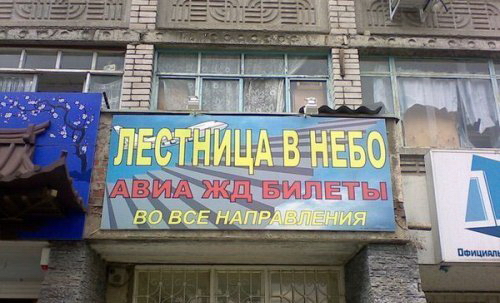 ЛЕСТНИЦА В НЕБО
АВИА ЖД БИЛЕТЫ
ВО ВСЕ НАПРАВЛЕНИЯ